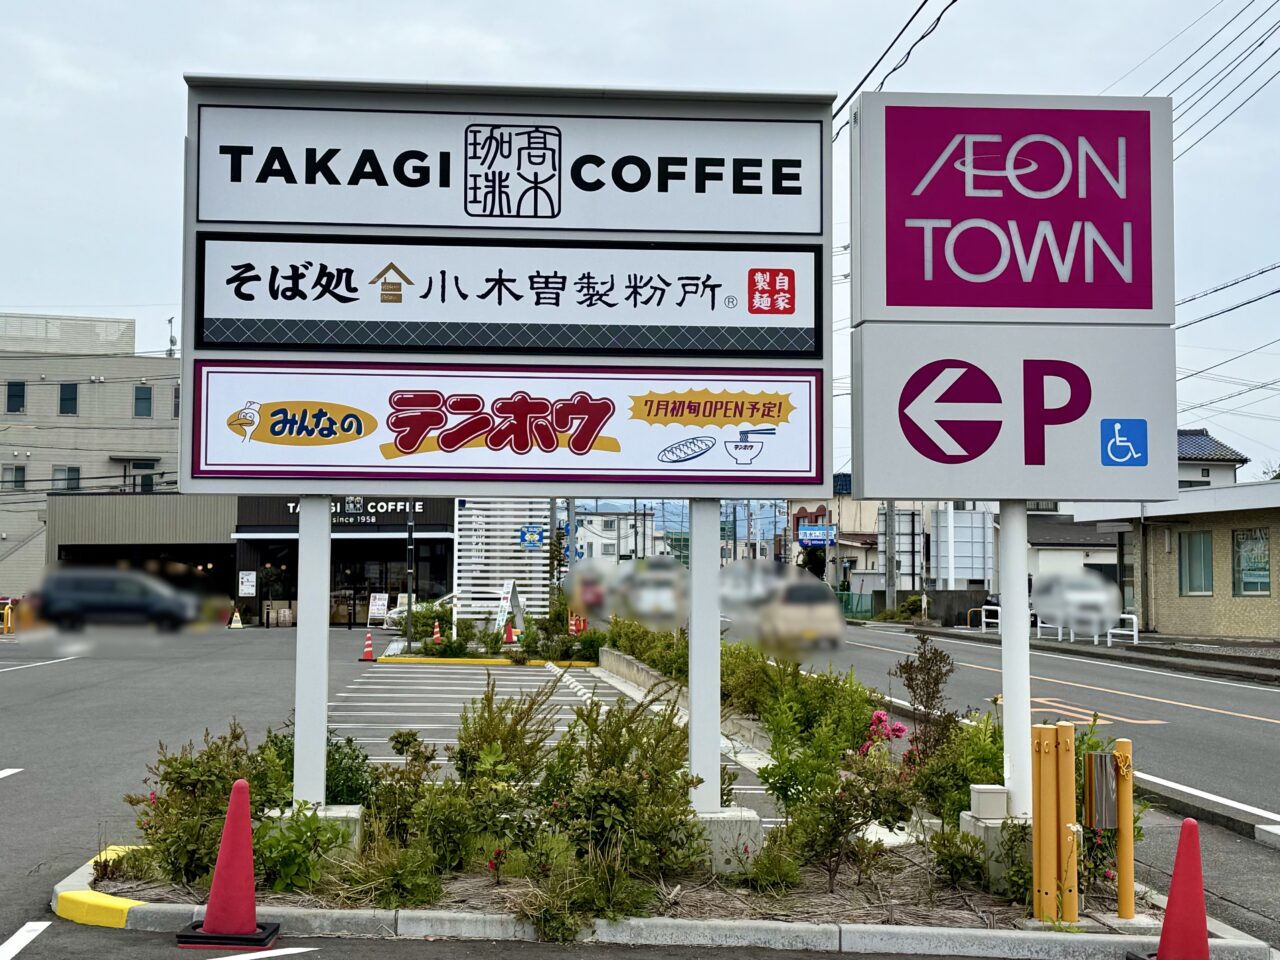 TAKAGI 珈琲 髙木 COFFEE
そば処 小木曽製粉所® 自家製麺
みんなの テンホウ 7月初旬OPEN予定!
テンホウ
ÆON
TOWN
P
TAKAGI COFFEE
since 1958